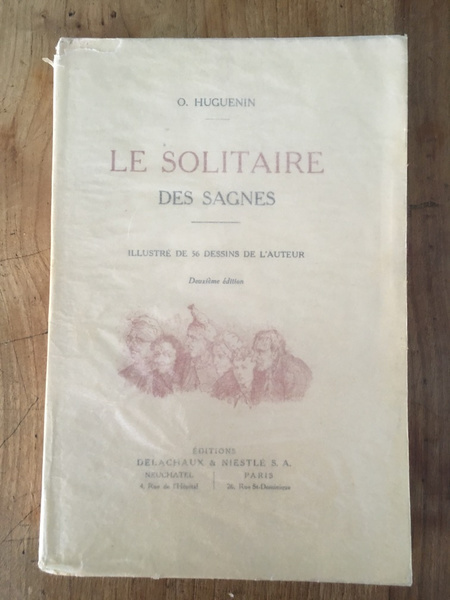 O. HUGUENIN
LE SOLITAIRE
DES SAGNES
ILLUSTRÉ DE 56 DESSINS DE L'AUTEUR
Deuxième édition
ÉDITIONS
DELACHAUX & NIESTLÉ S. A.
NEUCHATEL PARIS
4, Rue de l'Hôpital 26, Rue St-Dominique